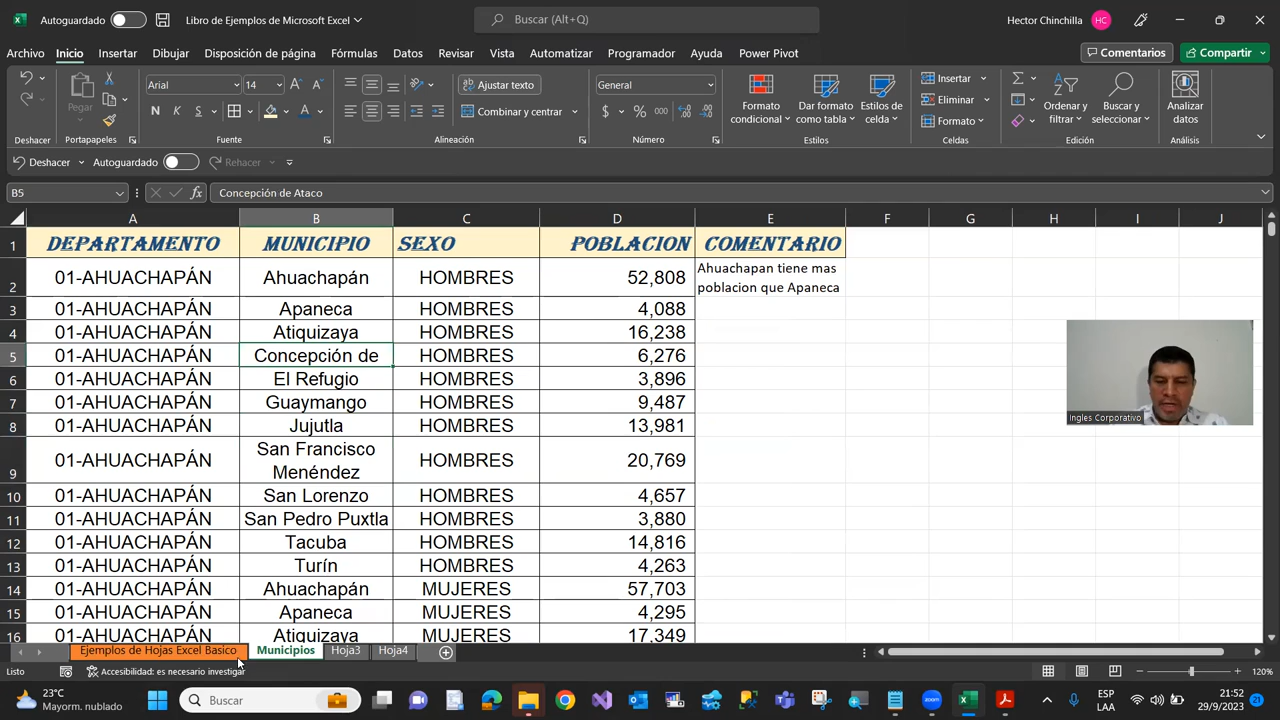 Autoguardado
Libro de Ejemplos de Microsoft Excel
Buscar (Alt+Q)
Hector Chinchilla
HC
Archivo Inicio Insertar Dibujar Disposición de página Fórmulas Datos Revisar Vista Automatizar Programador Ayuda Power Pivot
Comentarios Compartir
Arial 14
Ajustar texto
General
Insertar
Pegar
N K S
Combinar y centrar
$ % 000
Formato condicional
Dar formato como tabla
Estilos de celda
Eliminar
Formato
Ordenar y filtrar
Buscar y seleccionar
Analizar datos
Deshacer Portapapeles Fuente Alineación Número Estilos Celdas Edición Análisis
Deshacer Autoguardado Rehacer
B5 fx Concepción de Ataco
A B C D E F G H I J
1 DEPARTAMENTO MUNICIPIO SEXO POBLACION COMENTARIO
2 01-AHUACHAPÁN Ahuachapán HOMBRES 52,808 Ahuachapan tiene mas
poblacion que Apaneca
3 01-AHUACHAPÁN Apaneca HOMBRES 4,088
4 01-AHUACHAPÁN Atiquizaya HOMBRES 16,238
5 01-AHUACHAPÁN Concepción de HOMBRES 6,276
6 01-AHUACHAPÁN El Refugio HOMBRES 3,896
7 01-AHUACHAPÁN Guaymango HOMBRES 9,487
8 01-AHUACHAPÁN Jujutla HOMBRES 13,981
9 01-AHUACHAPÁN San Francisco
Menéndez HOMBRES 20,769
10 01-AHUACHAPÁN San Lorenzo HOMBRES 4,657
11 01-AHUACHAPÁN San Pedro Puxtla HOMBRES 3,880
12 01-AHUACHAPÁN Tacuba HOMBRES 14,816
13 01-AHUACHAPÁN Turín HOMBRES 4,263
14 01-AHUACHAPÁN Ahuachapán MUJERES 57,703
15 01-AHUACHAPÁN Apaneca MUJERES 4,295
16 01-AHUACHAPÁN Atiquizaya MUJERES 17,349
Ingles Corporativo
Ejemplos de Hojas Excel Basico Municipios Hoja3 Hoja4
Listo Accesibilidad: es necesario investigar 120%
23°C
Mayorm. nublado
Buscar
ESP
LAA
21:52
29/9/2023
21